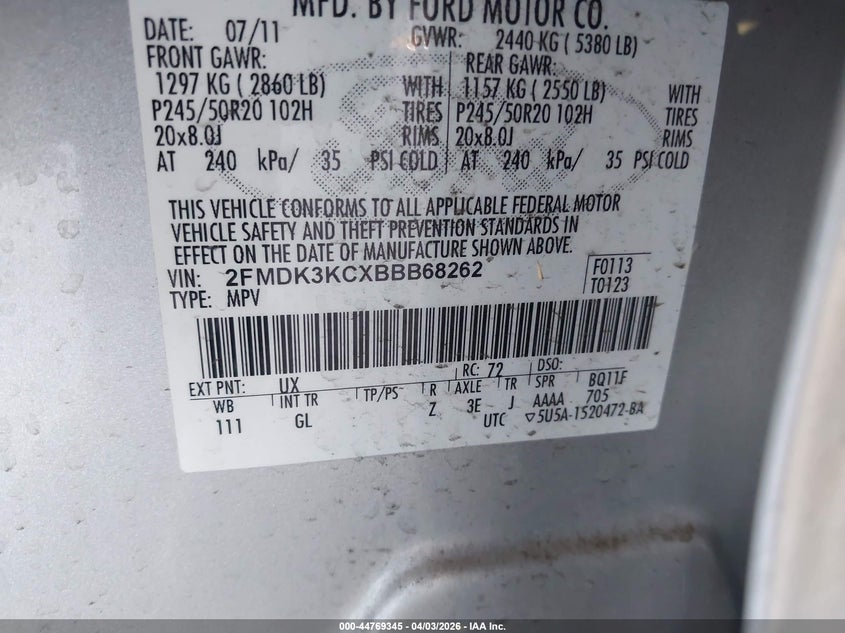 MFD. BY FORD MOTOR CO.
DATE: 07/11 GVWR: 2440 KG ( 5380 LB)
FRONT GAWR: REAR GAWR:
1297 KG ( 2860 LB) WITH 1157 KG ( 2550 LB) WITH
P245/50R20 102H TIRES P245/50R20 102H TIRES
20x8.0J RIMS 20x8.0J RIMS
AT 240 kPa/ 35 PSI COLD AT 240 kPa/ 35 PSI COLD
THIS VEHICLE CONFORMS TO ALL APPLICABLE FEDERAL MOTOR
VEHICLE SAFETY AND THEFT PREVENTION STANDARDS IN
EFFECT ON THE DATE OF MANUFACTURE SHOWN ABOVE.
VIN: 2FMDK3KCXBBB68262 F0113
TYPE: MPV T0123
RC: 72 DSO:
EXT PNT: UX BQ11F
WB INT TR TP/PS R AXLE TR SPR 705
111 GL Z 3E J AAAA
UTC ▽5U5A-1520472-BA
000-44769345 | 04/03/2026 - IAA Inc.